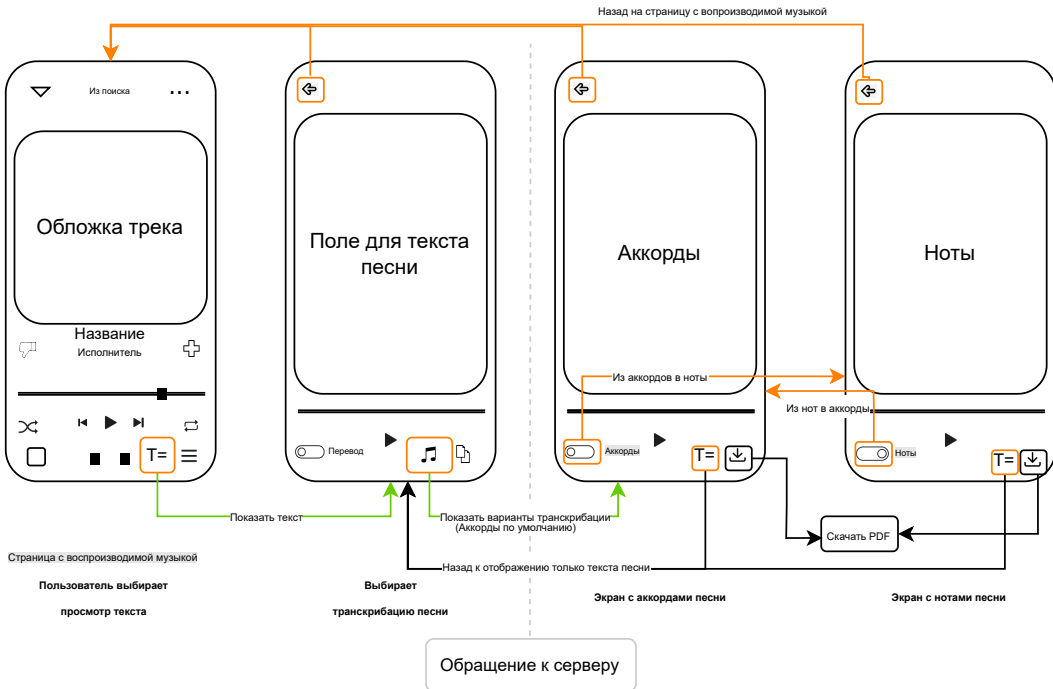 Назад на страницу с вопроизводимой музыкой
Из поиска
Обложка трека
Название
Исполнитель
T=
Поле для текста
песни
Перевод
Аккорды
Аккорды
T=
Ноты
Ноты
T=
Из аккордов в ноты
Из нот в аккорды
Показать текст
Показать варианты транскрибации
(Аккорды по умолчанию)
Скачать PDF
Назад к отображению только текста песни
Страница с воспроизводимой музыкой
Пользователь выбирает
просмотр текста
Выбирает
транскрибацию песни
Экран с аккордами песни
Экран с нотами песни
Обращение к серверу